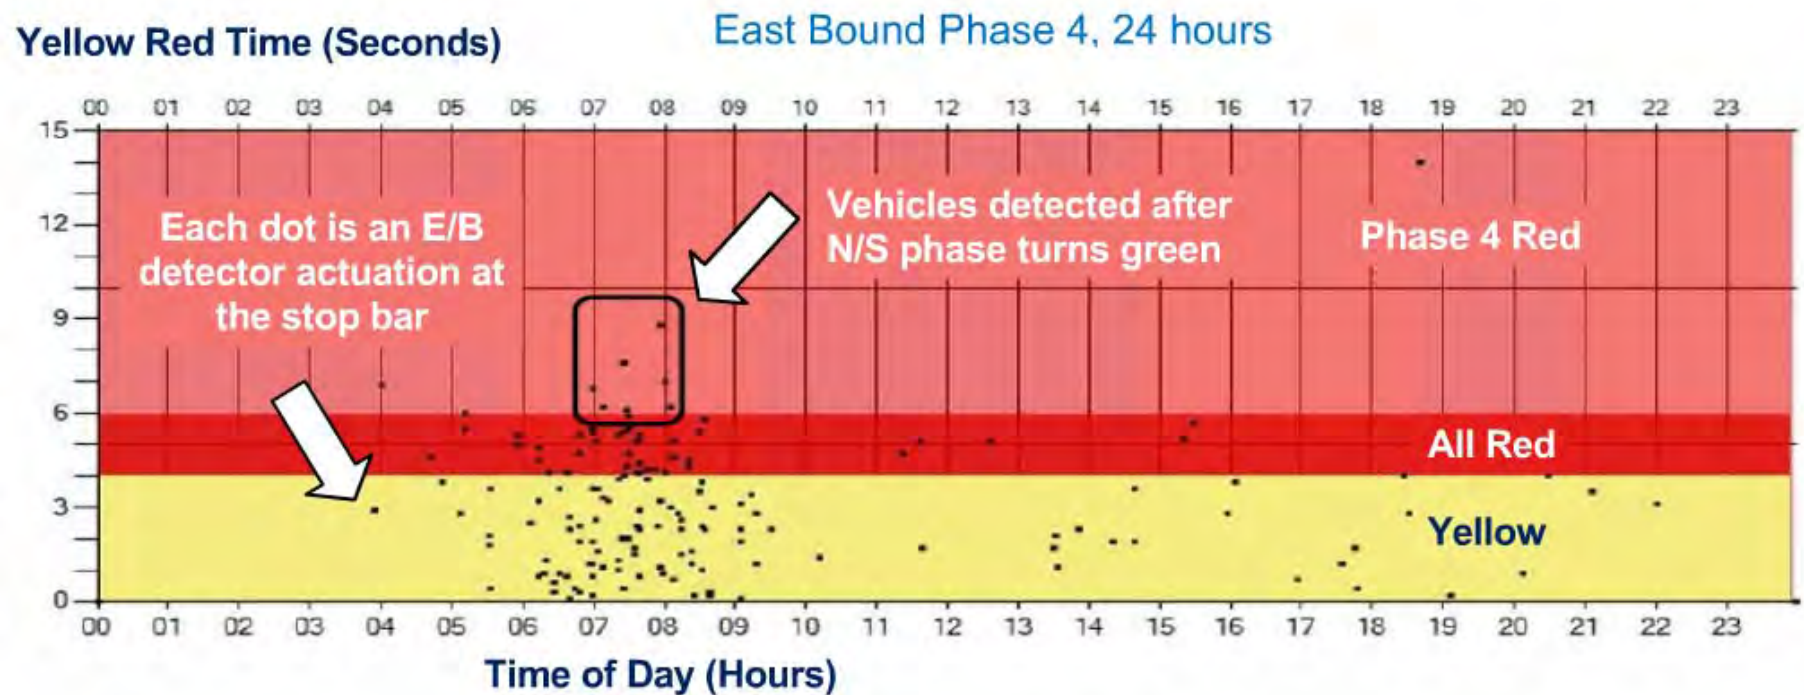 East Bound Phase 4, 24 hours
Yellow Red Time (Seconds)
00 01 02 03 04 05 06 07 08 09 10 11 12 13 14 15 16 17 18 19 20 21 22 23
15
12
9
6
3
0
Each dot is an E/B
detector actuation at
the stop bar
Vehicles detected after
N/S phase turns green
Phase 4 Red
All Red
Yellow
00 01 02 03 04 05 06 07 08 09 10 11 12 13 14 15 16 17 18 19 20 21 22 23
Time of Day (Hours)